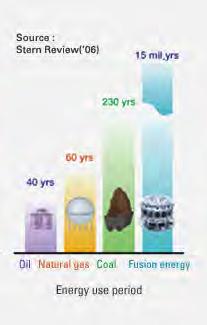 Source :
Stern Review('06)
15 mil,yrs
230 yrs
60 yrs
40 yrs
Oil Natural gas Coal Fusion energy
Energy use period